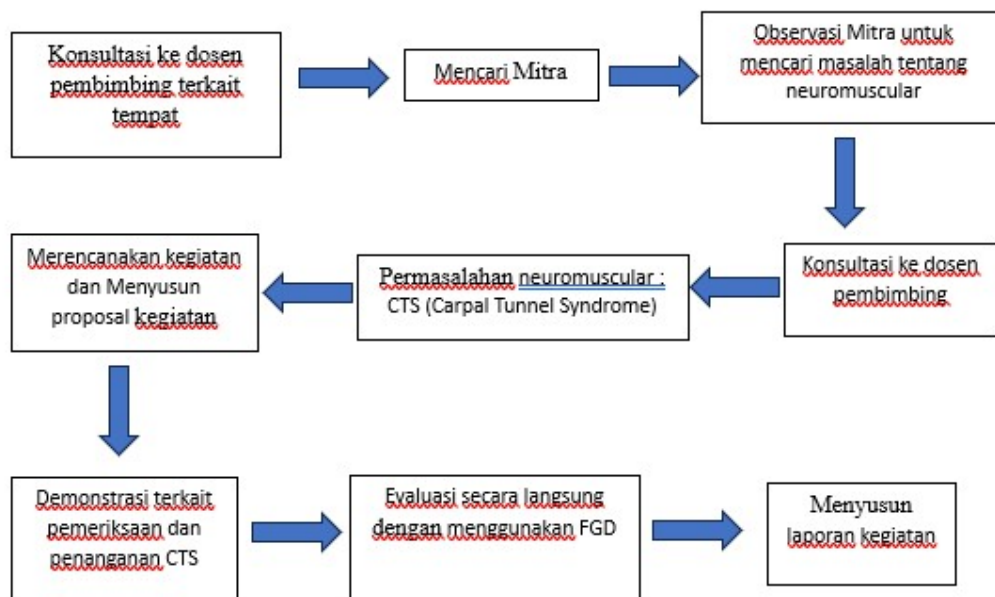 Konsultasi ke dosen
pembimbing terkait
tempat
Mencari Mitra
Observasi Mitra untuk
mencari masalah tentang
neuromuscular
Konsultasi ke dosen
pembimbing
Permasalahan neuromuscular :
CTS (Carpal Tunnel Syndrome)
Merencanakan kegiatan
dan Menyusun
proposal kegiatan
Demonstrasi terkait
pemeriksaan dan
penanganan CTS
Evaluasi secara langsung
dengan menggunakan FGD
Menyusun
laporan kegiatan